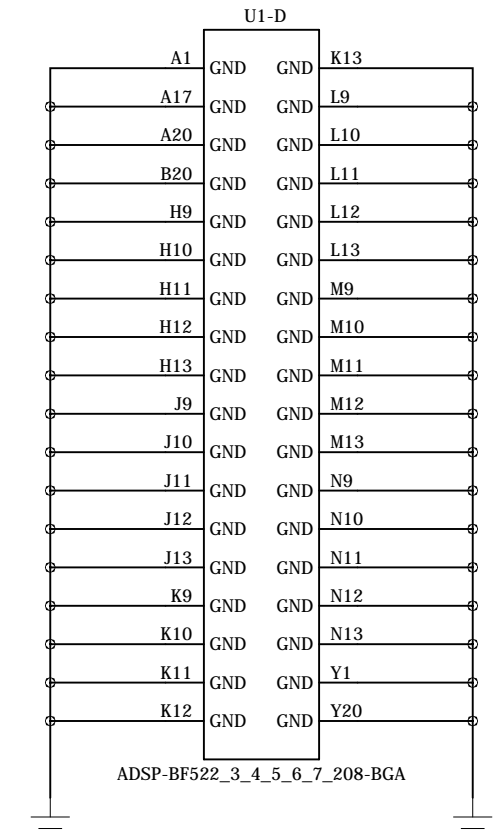 U1-D
A1 GND GND K13
A17 GND GND L9
A20 GND GND L10
B20 GND GND L11
H9 GND GND L12
H10 GND GND L13
H11 GND GND M9
H12 GND GND M10
H13 GND GND M11
J9 GND GND M12
J10 GND GND M13
J11 GND GND N9
J12 GND GND N10
J13 GND GND N11
K9 GND GND N12
K10 GND GND N13
K11 GND GND Y1
K12 GND GND Y20
ADSP-BF522_3_4_5_6_7_208-BGA